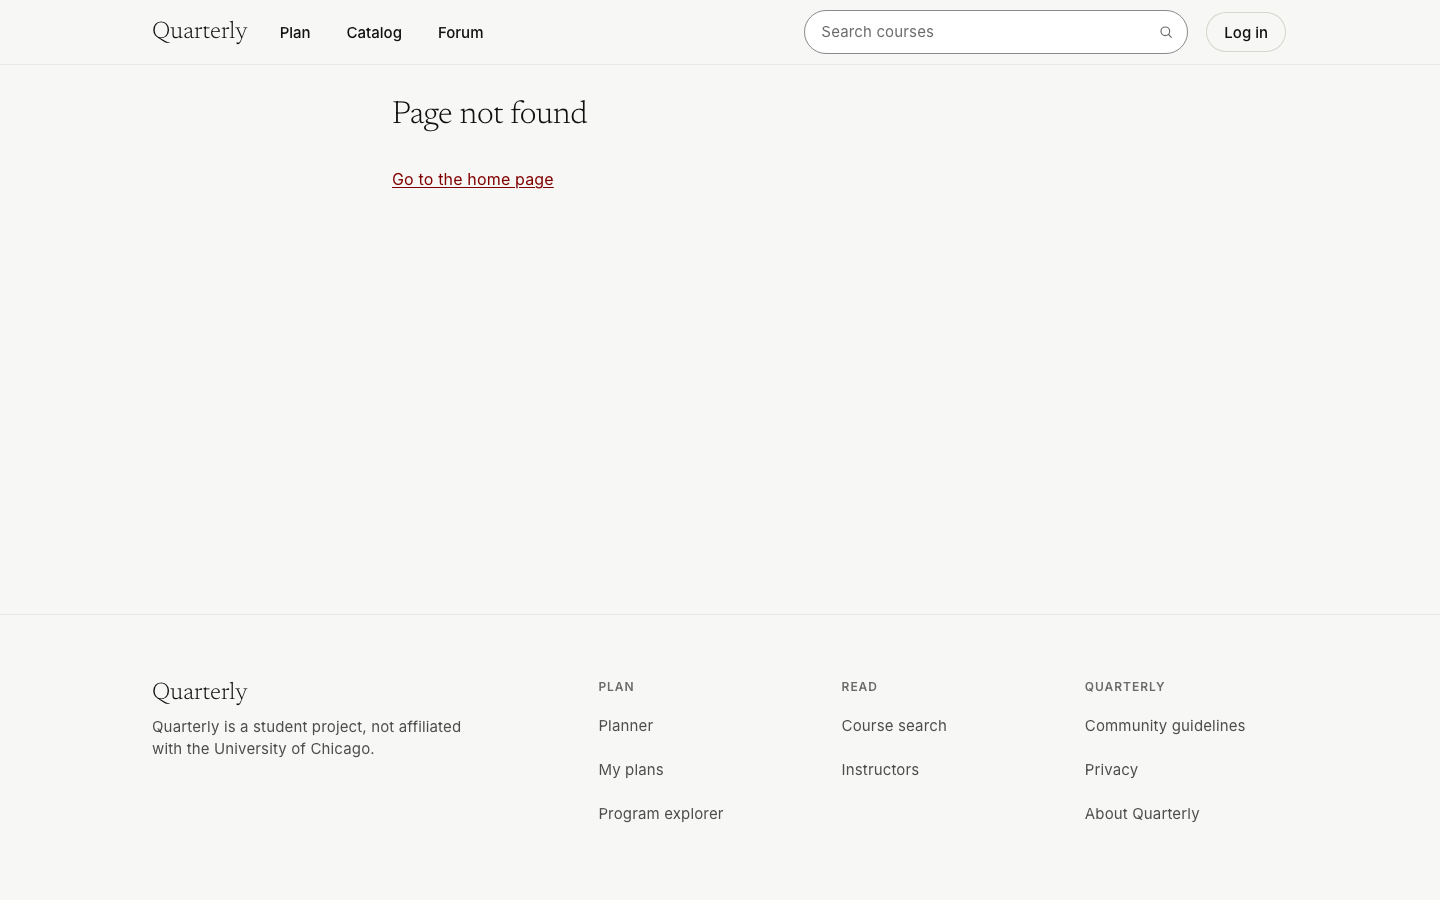 Quarterly
Plan
Catalog
Forum
Search courses
Log in
Page not found
Go to the home page
Quarterly
Quarterly is a student project, not affiliated
with the University of Chicago.
PLAN
Planner
My plans
Program explorer
READ
Course search
Instructors
QUARTERLY
Community guidelines
Privacy
About Quarterly